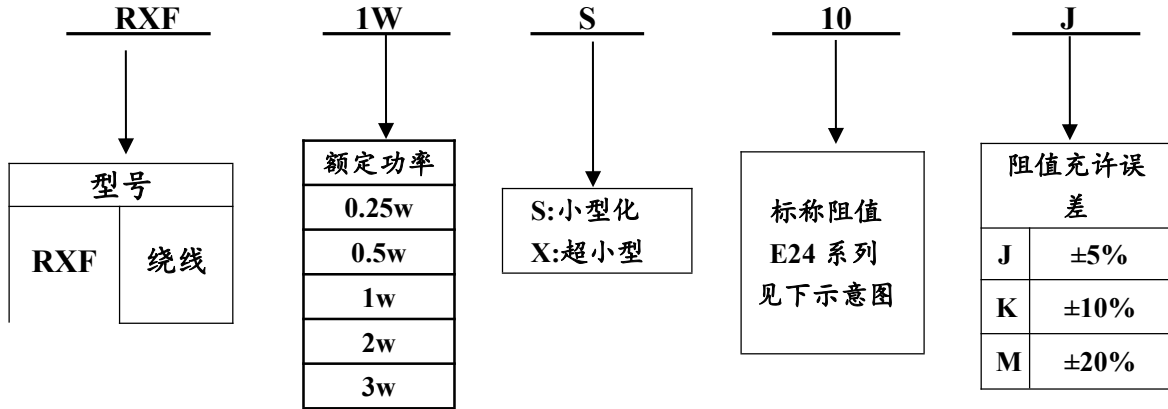 RXF 1W S 10 J
型号
RXF 绕线
额定功率
0.25w
0.5w
1w
2w
3w
S:小型化
X:超小型
标称阻值
E24 系列
见下示意图
阻值充许误
差
J ±5%
K ±10%
M ±20%